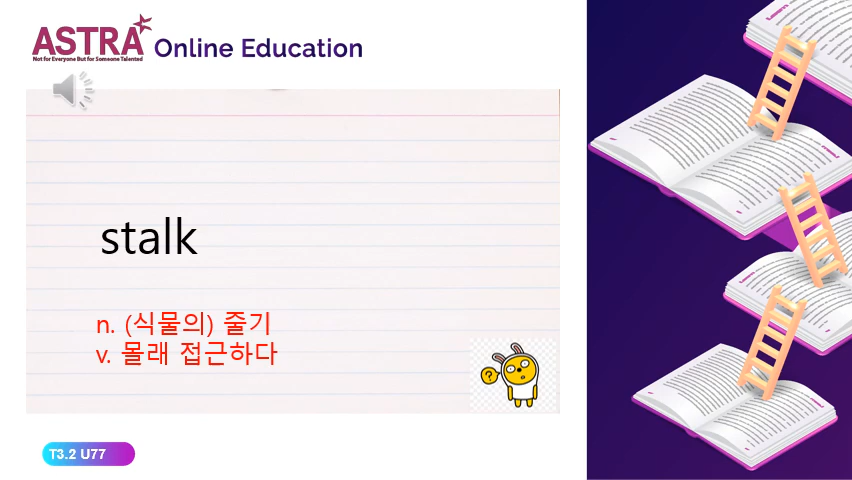 ASTRA Online Education
Not for Everyone But for Someone Talented
stalk
n. (식물의) 줄기
v. 몰래 접근하다
?
T3.2 U77